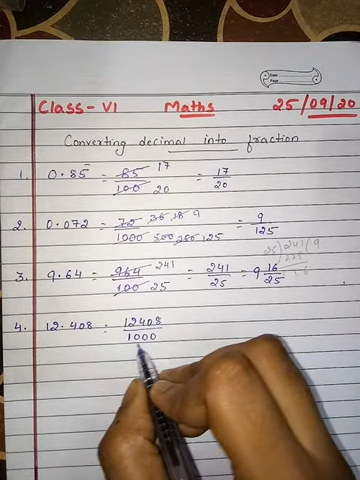 Date
Page
Class-VI Maths 25/09/20
Converting decimal into fraction
1. 0.85 = 85/100 17/20 = 17/20
2. 0.072 = 72/1000 36/500 18/250 9/125 = 9/125
3. 9.64 = 964/100 241/25 = 241/25 = 9 16/25
4. 12.408 = 12408/1000